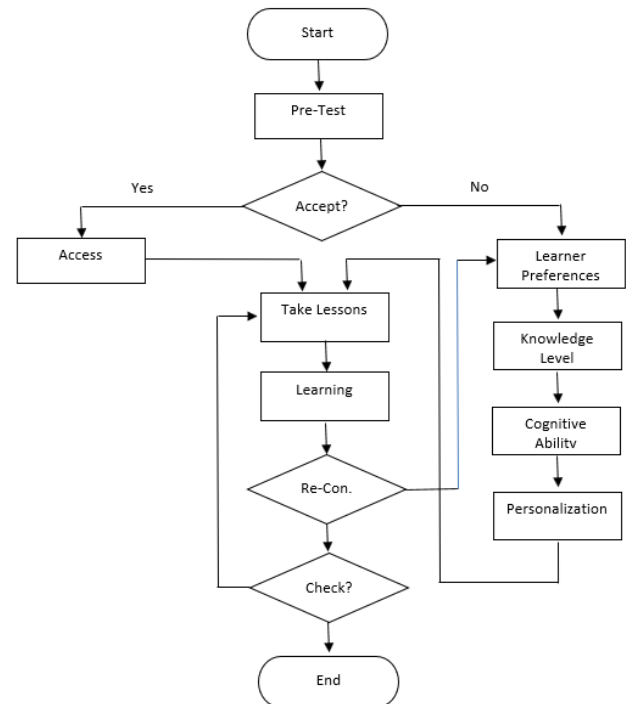 Start
Pre-Test
Yes
No
Accept?
Access
Learner
Preferences
Take Lessons
Knowledge
Level
Learning
Cognitive
Ability
Re-Con.
Personalization
Check?
End